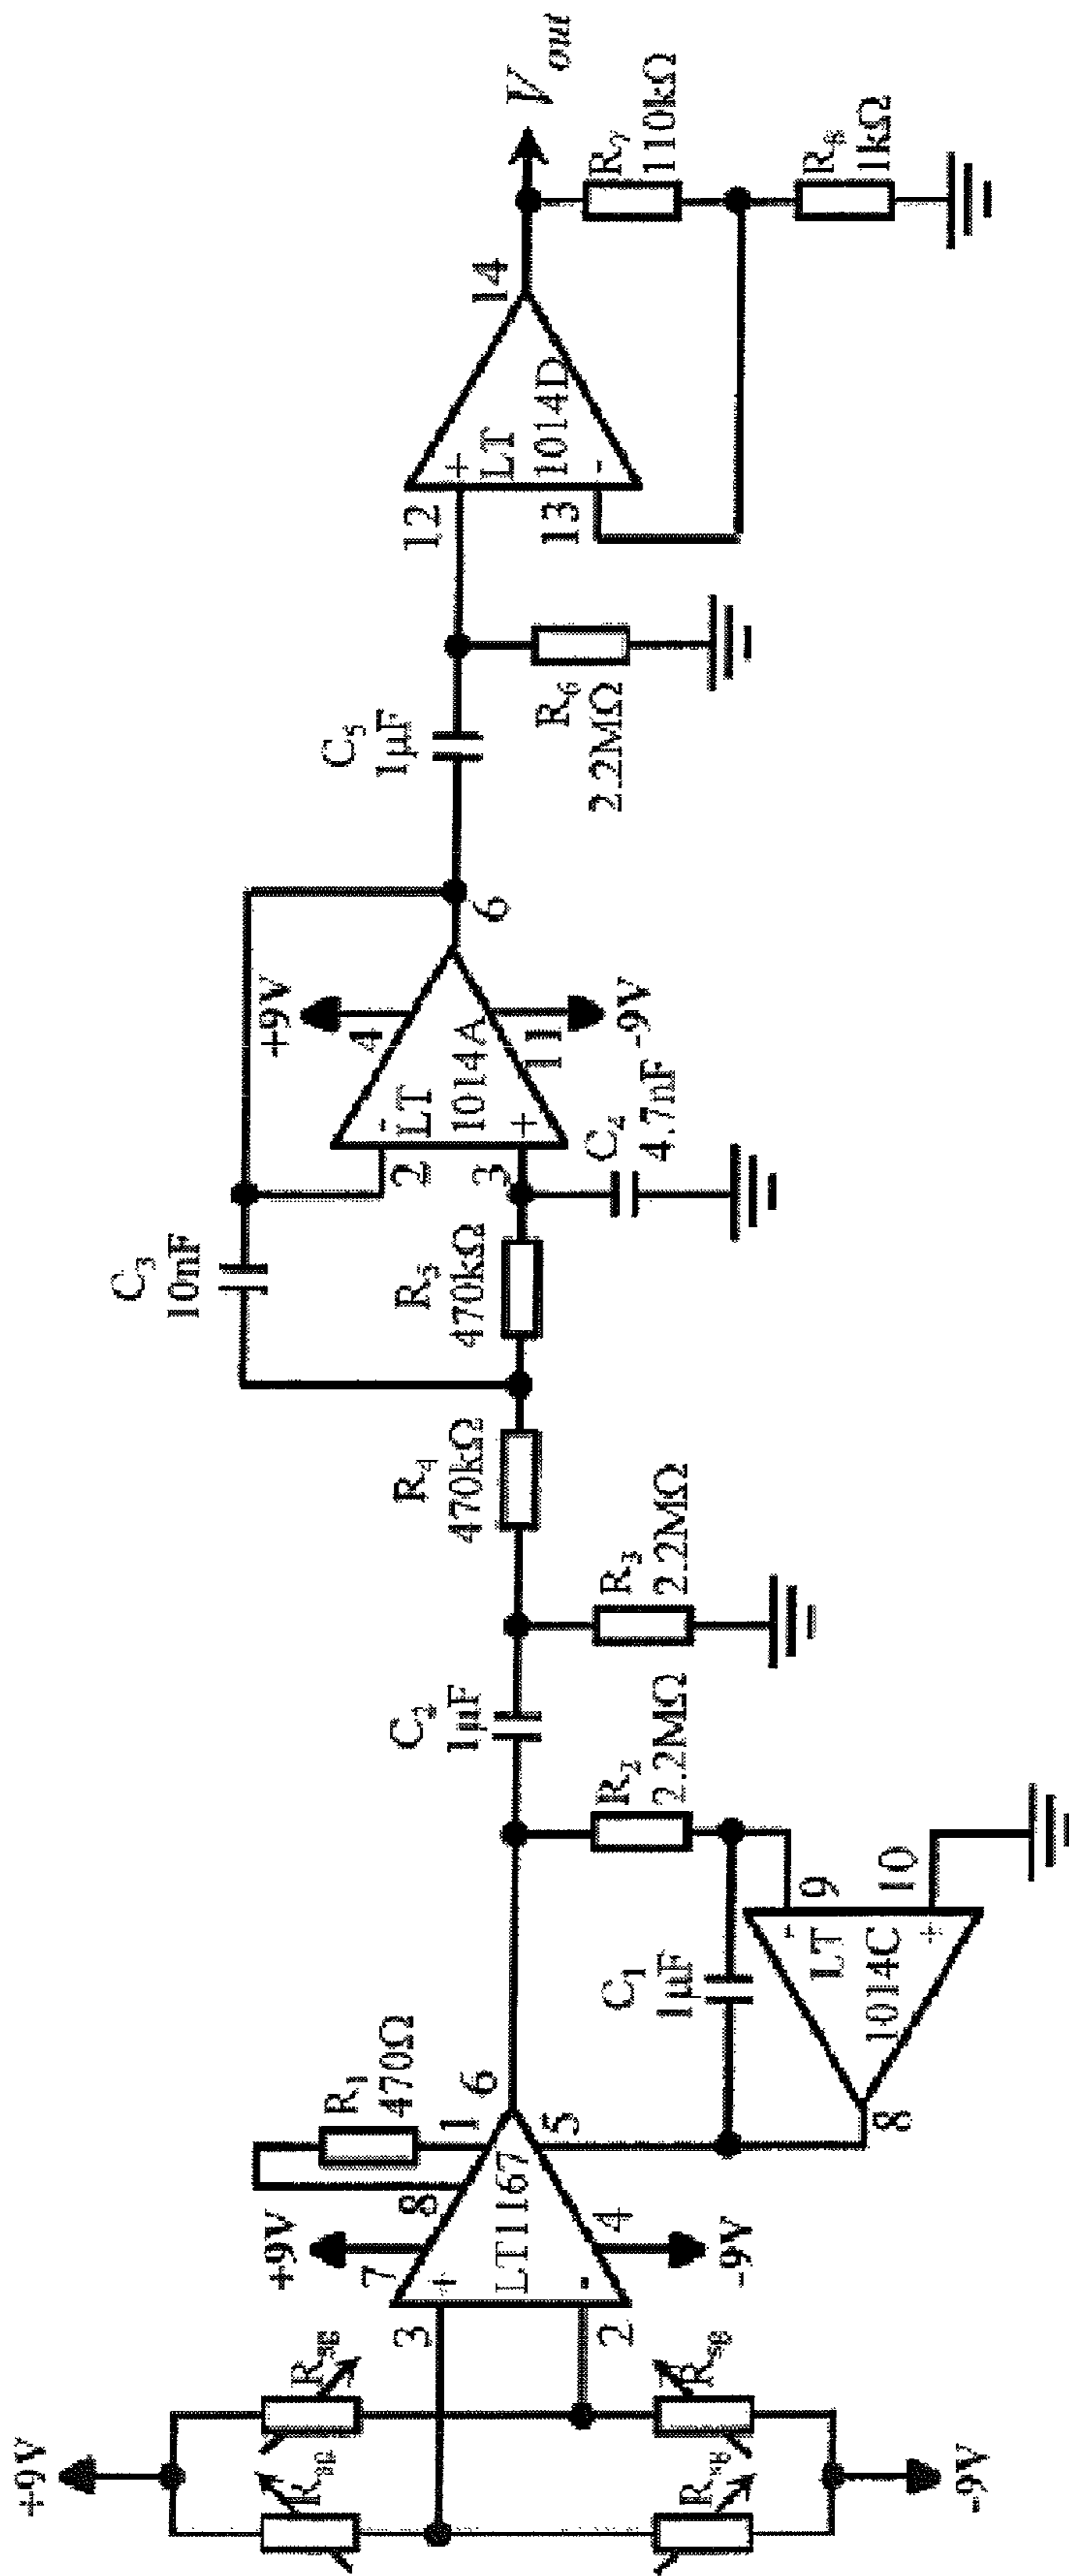 +9V
-9V
+9V
7
8
R₁
470Ω
1
3
+
LT1167
6
-
2
4
5
-9V
C₁
1μF
8
LT
1014C
-
9
+
10
R₂
2.2MΩ
C₂
1μF
R₃
2.2MΩ
R₄
470kΩ
C₃
10nF
R₅
470kΩ
2
-
3
+
LT
1014A
+9V
4
11
-9V
6
C₄
4.7nF
C₅
1μF
R₆
2.2MΩ
12
+
LT
1014D
13
-
14
V out
R₇
110kΩ
R₈
1kΩ